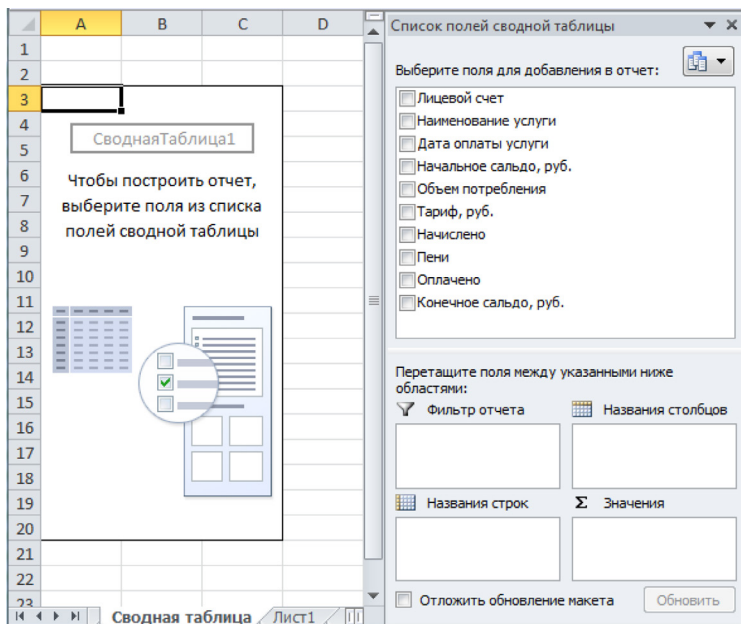 A B C D
1
2
3
4
5
6
7
8
9
10
11
12
13
14
15
16
17
18
19
20
21
22
23
СводнаяТаблица1
Чтобы построить отчет,
выберите поля из списка
полей сводной таблицы
Сводная таблица Лист1
Список полей сводной таблицы
Выберите поля для добавления в отчет:
Лицевой счет
Наименование услуги
Дата оплаты услуги
Начальное сальдо, руб.
Объем потребления
Тариф, руб.
Начислено
Пени
Оплачено
Конечное сальдо, руб.
Перетащите поля между указанными ниже
областями:
Фильтр отчета Названия столбцов
Названия строк Σ Значения
Отложить обновление макета Обновить